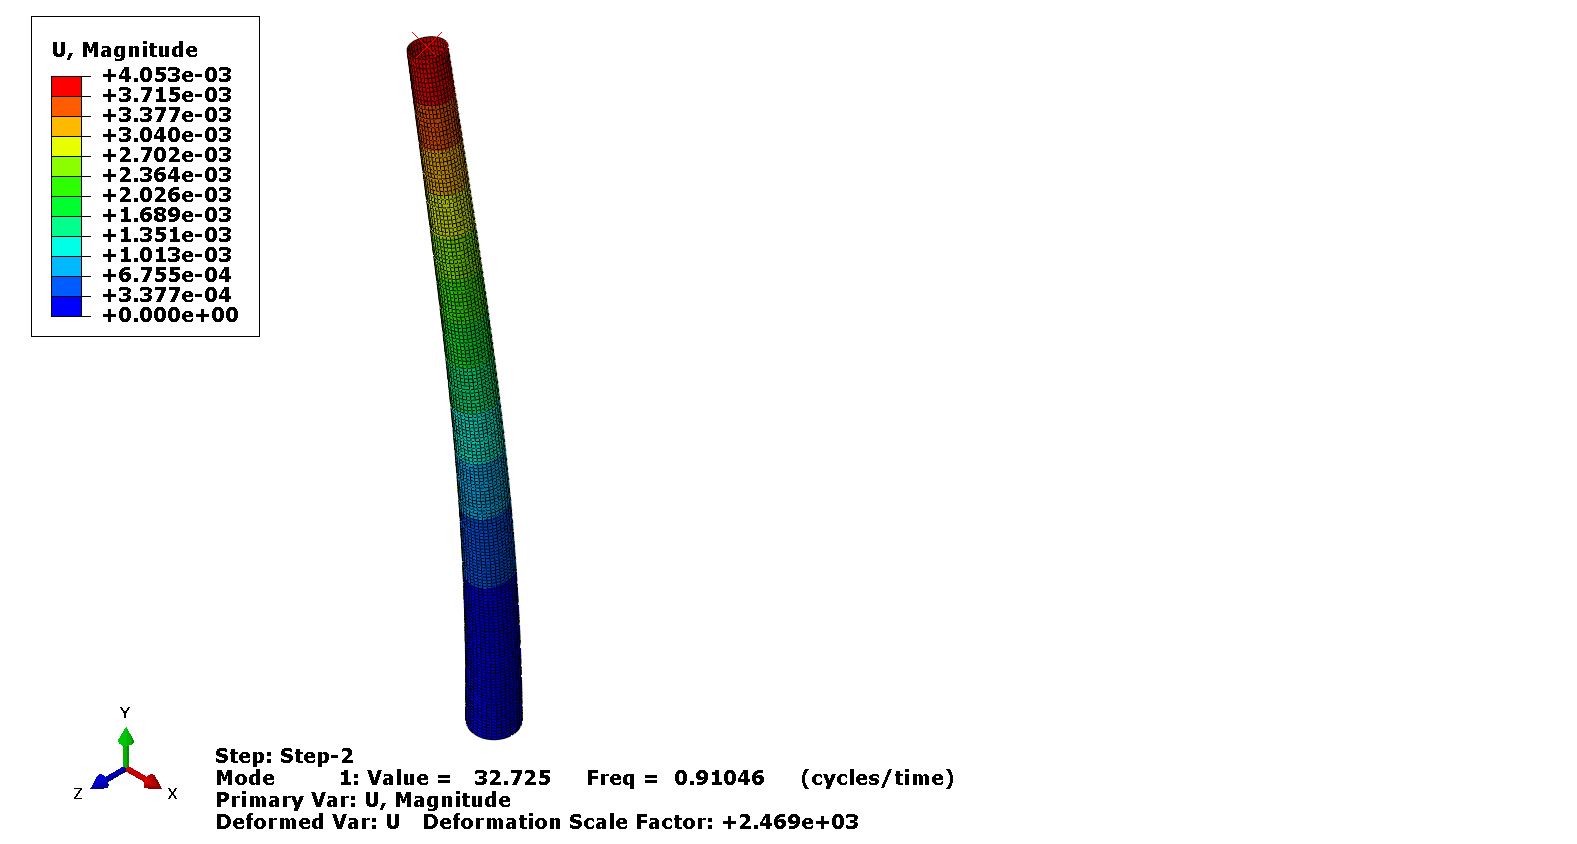 U, Magnitude
+4.053e-03
+3.715e-03
+3.377e-03
+3.040e-03
+2.702e-03
+2.364e-03
+2.026e-03
+1.689e-03
+1.351e-03
+1.013e-03
+6.755e-04
+3.377e-04
+0.000e+00
Y
Z
X
Step: Step-2
Mode 1: Value = 32.725 Freq = 0.91046 (cycles/time)
Primary Var: U, Magnitude
Deformed Var: U Deformation Scale Factor: +2.469e+03